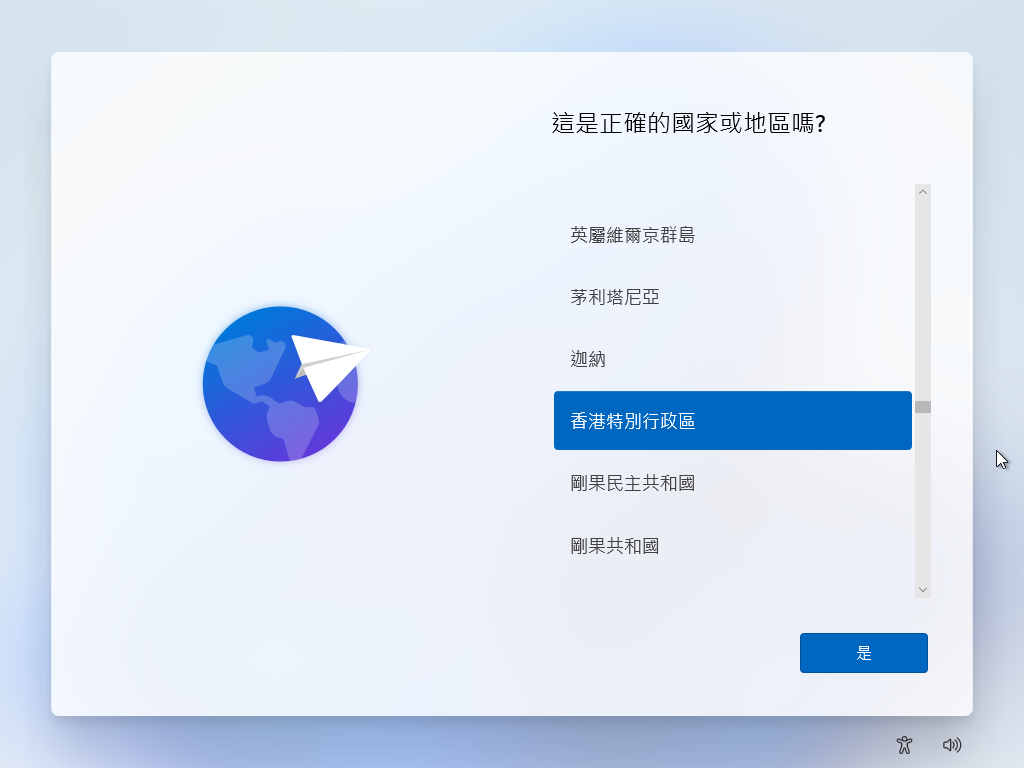 這是正確的國家或地區嗎?
英屬維爾京群島
茅利塔尼亞
迦納
香港特別行政區
剛果民主共和國
剛果共和國
是